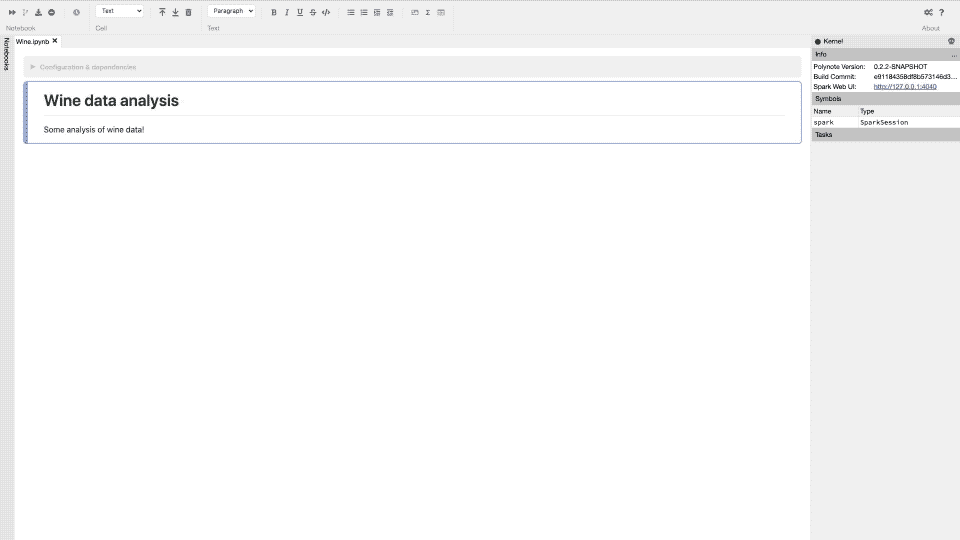 Text
Paragraph
B I U S </> Σ ?
Notebook
Cell
Text
About
Notebooks
Wine.ipynb ×
Configuration & dependencies
Wine data analysis
Some analysis of wine data!
Kernel
Info ...
Polynote Version: 0.2.2-SNAPSHOT
Build Commit: e91184358df8b573146d3...
Spark Web UI: http://127.0.0.1:4040
Symbols
Name Type
spark SparkSession
Tasks